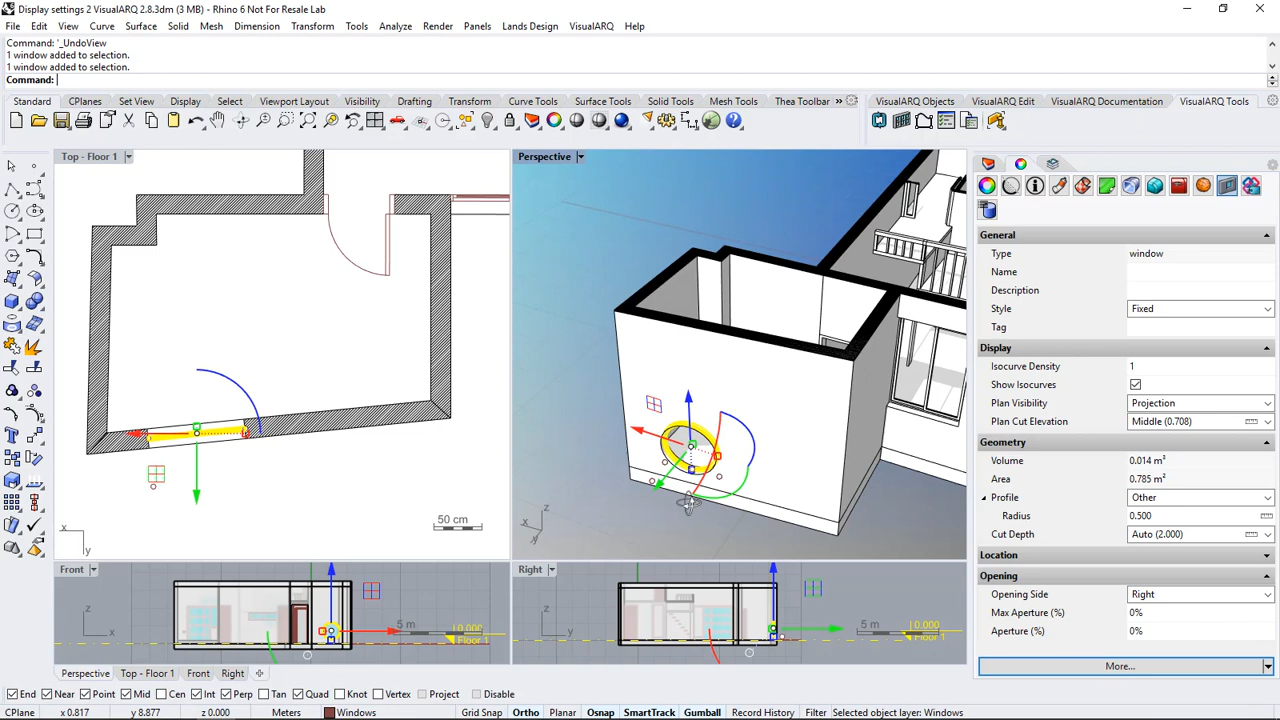 Display settings 2 VisualARQ 2.8.3dm (3 MB) - Rhino 6 Not For Resale Lab
File Edit View Curve Surface Solid Mesh Dimension Transform Tools Analyze Render Panels Lands Design VisualARQ Help
Command: '_UndoView
1 window added to selection.
1 window added to selection.
Command:
Standard CPlanes Set View Display Select Viewport Layout Visibility Drafting Transform Curve Tools Surface Tools Solid Tools Mesh Tools Thea Toolbar » VisualARQ Objects VisualARQ Edit VisualARQ Documentation VisualARQ Tools
Top - Floor 1
Perspective
General
Type window
Name
Description
Style Fixed
Tag
Display
Isocurve Density 1
Show Isocurves
Plan Visibility Projection
Plan Cut Elevation Middle (0.708)
Geometry
Volume 0.014 m³
Area 0.785 m²
Profile Other
Radius 0.500
Cut Depth Auto (2.000)
Location
Opening
Opening Side Right
Max Aperture (%) 0%
Aperture (%) 0%
More...
50 cm
x
y
z
x
y
Front
z
x
5 m
0.000
Floor 1
Right
z
y
5 m
0.000
Floor 1
Perspective Top - Floor 1 Front Right
End Near Point Mid Cen Int Perp Tan Quad Knot Vertex Project Disable
CPlane x 0.817 y 8.877 z 0.000 Meters Windows Grid Snap Ortho Planar Osnap SmartTrack Gumball Record History Filter Selected object layer: Windows